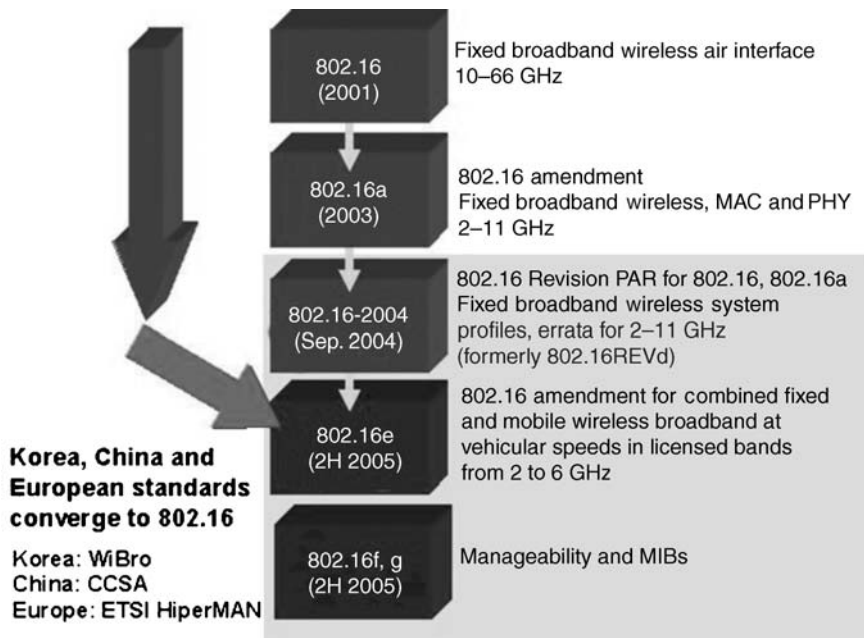 802.16
(2001)
Fixed broadband wireless air interface
10–66 GHz
802.16a
(2003)
802.16 amendment
Fixed broadband wireless, MAC and PHY
2–11 GHz
802.16-2004
(Sep. 2004)
802.16 Revision PAR for 802.16, 802.16a
Fixed broadband wireless system
profiles, errata for 2–11 GHz
(formerly 802.16REVd)
802.16e
(2H 2005)
802.16 amendment for combined fixed
and mobile wireless broadband at
vehicular speeds in licensed bands
from 2 to 6 GHz
Korea, China and
European standards
converge to 802.16
Korea: WiBro
China: CCSA
Europe: ETSI HiperMAN
802.16f, g
(2H 2005)
Manageability and MIBs